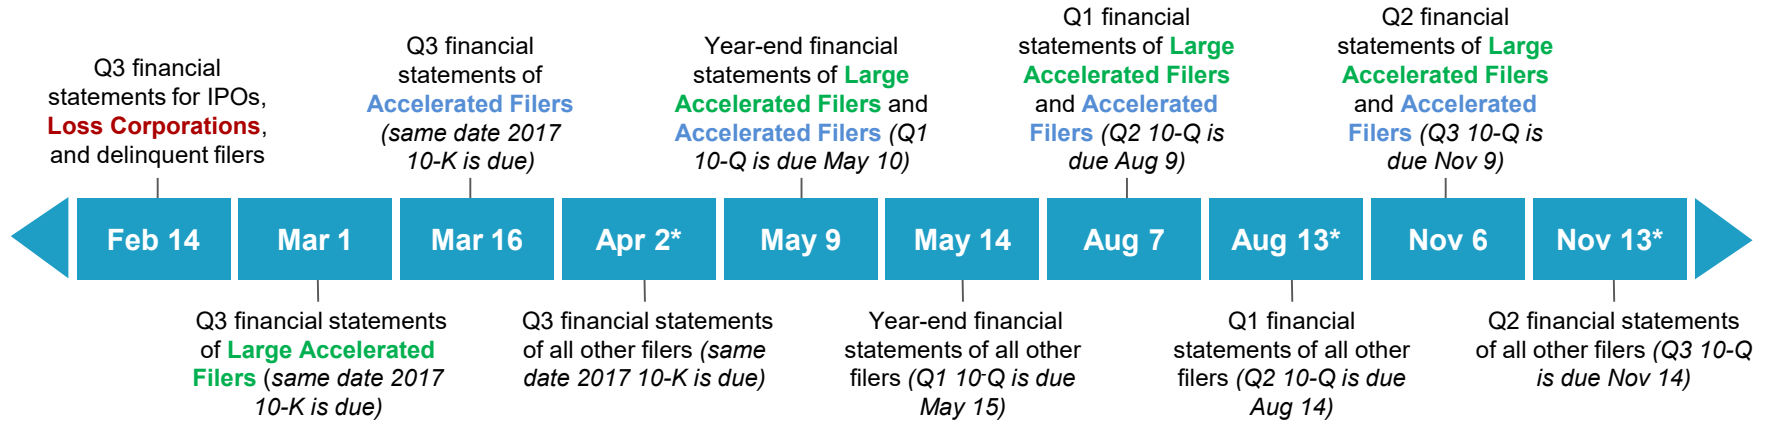 Q3 financial
statements for IPOs,
Loss Corporations,
and delinquent filers
Q3 financial
statements of
Accelerated Filers
(same date 2017
10-K is due)
Year-end financial
statements of Large
Accelerated Filers and
Accelerated Filers (Q1
10-Q is due May 10)
Q1 financial
statements of Large
Accelerated Filers
and Accelerated
Filers (Q2 10-Q is
due Aug 9)
Q2 financial
statements of Large
Accelerated Filers
and Accelerated
Filers (Q3 10-Q is
due Nov 9)
Feb 14
Mar 1
Mar 16
Apr 2*
May 9
May 14
Aug 7
Aug 13*
Nov 6
Nov 13*
Q3 financial statements
of Large Accelerated
Filers (same date 2017
10-K is due)
Q3 financial statements
of all other filers (same
date 2017 10-K is due)
Year-end financial
statements of all other
filers (Q1 10-Q is due
May 15)
Q1 financial
statements of all other
filers (Q2 10-Q is due
Aug 14)
Q2 financial statements
of all other filers (Q3 10-Q
is due Nov 14)